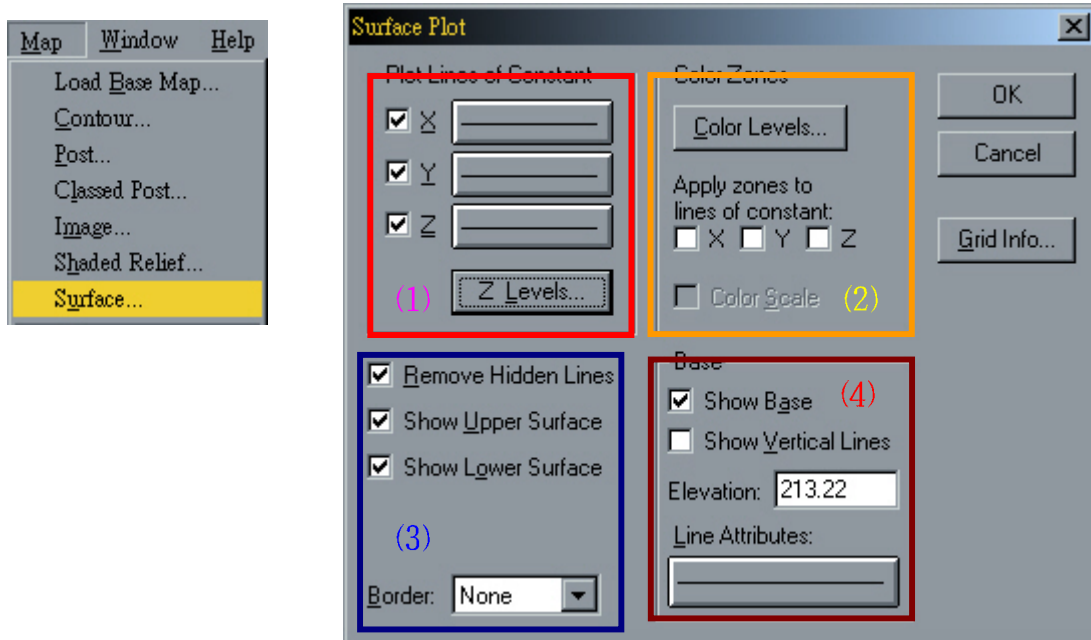 Map Window Help
Load Base Map...
Contour...
Post...
Classed Post...
Image...
Shaded Relief...
Surface...
Surface Plot
Plot Lines of Constant
X
Y
Z
Z Levels...
(1)
Color Zones
Color Levels...
Apply zones to
lines of constant:
X Y Z
Color Scale
(2)
OK
Cancel
Grid Info...
Remove Hidden Lines
Show Upper Surface
Show Lower Surface
(3)
Border: None
Base
Show Base
(4)
Show Vertical Lines
Elevation: 213.22
Line Attributes: